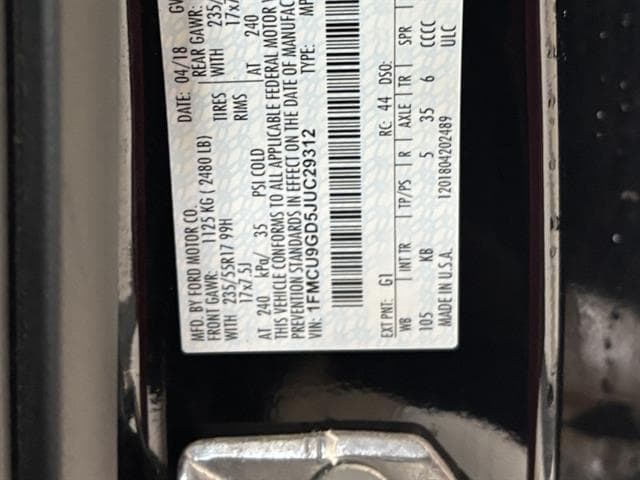 MFD. BY FORD MOTOR CO.
DATE: 04/18 GV
FRONT GAWR: 1125 KG ( 2480 LB) REAR GAWR:
WITH 235/55R17 99H TIRES WITH 235/
17x7.5J RIMS 17x7
AT 240 kPa/ 35 PSI COLD AT 240
THIS VEHICLE CONFORMS TO ALL APPLICABLE FEDERAL MOTOR
PREVENTION STANDARDS IN EFFECT ON THE DATE OF MANUFAC
VIN: 1FMCU9GD5JUC29312 TYPE: MP
EXT PNT: G1 RC: 44 DSO:
WB INT TR TP/PS R AXLE TR SPR
105 KB 5 35 6 CCCC
MADE IN U.S.A. 1201804202489 ULC